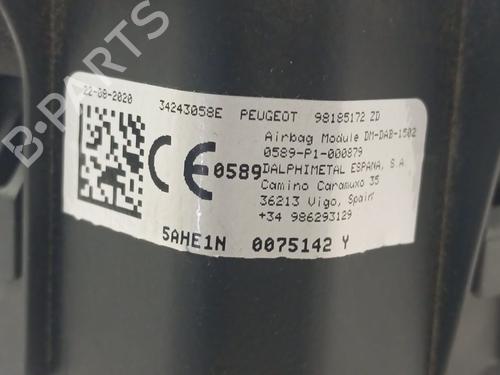 B-PARTS
22-08-2020 34243058E PEUGEOT 98185172 ZD
Airbag Module DM-DAB-1502
0589-P1-000879
CE 0589 DALPHIMETAL ESPANA, S.A
Camino Caramuxo 35
36213 Vigo, Spain
+34 986293129
5AHE1N 0075142 Y